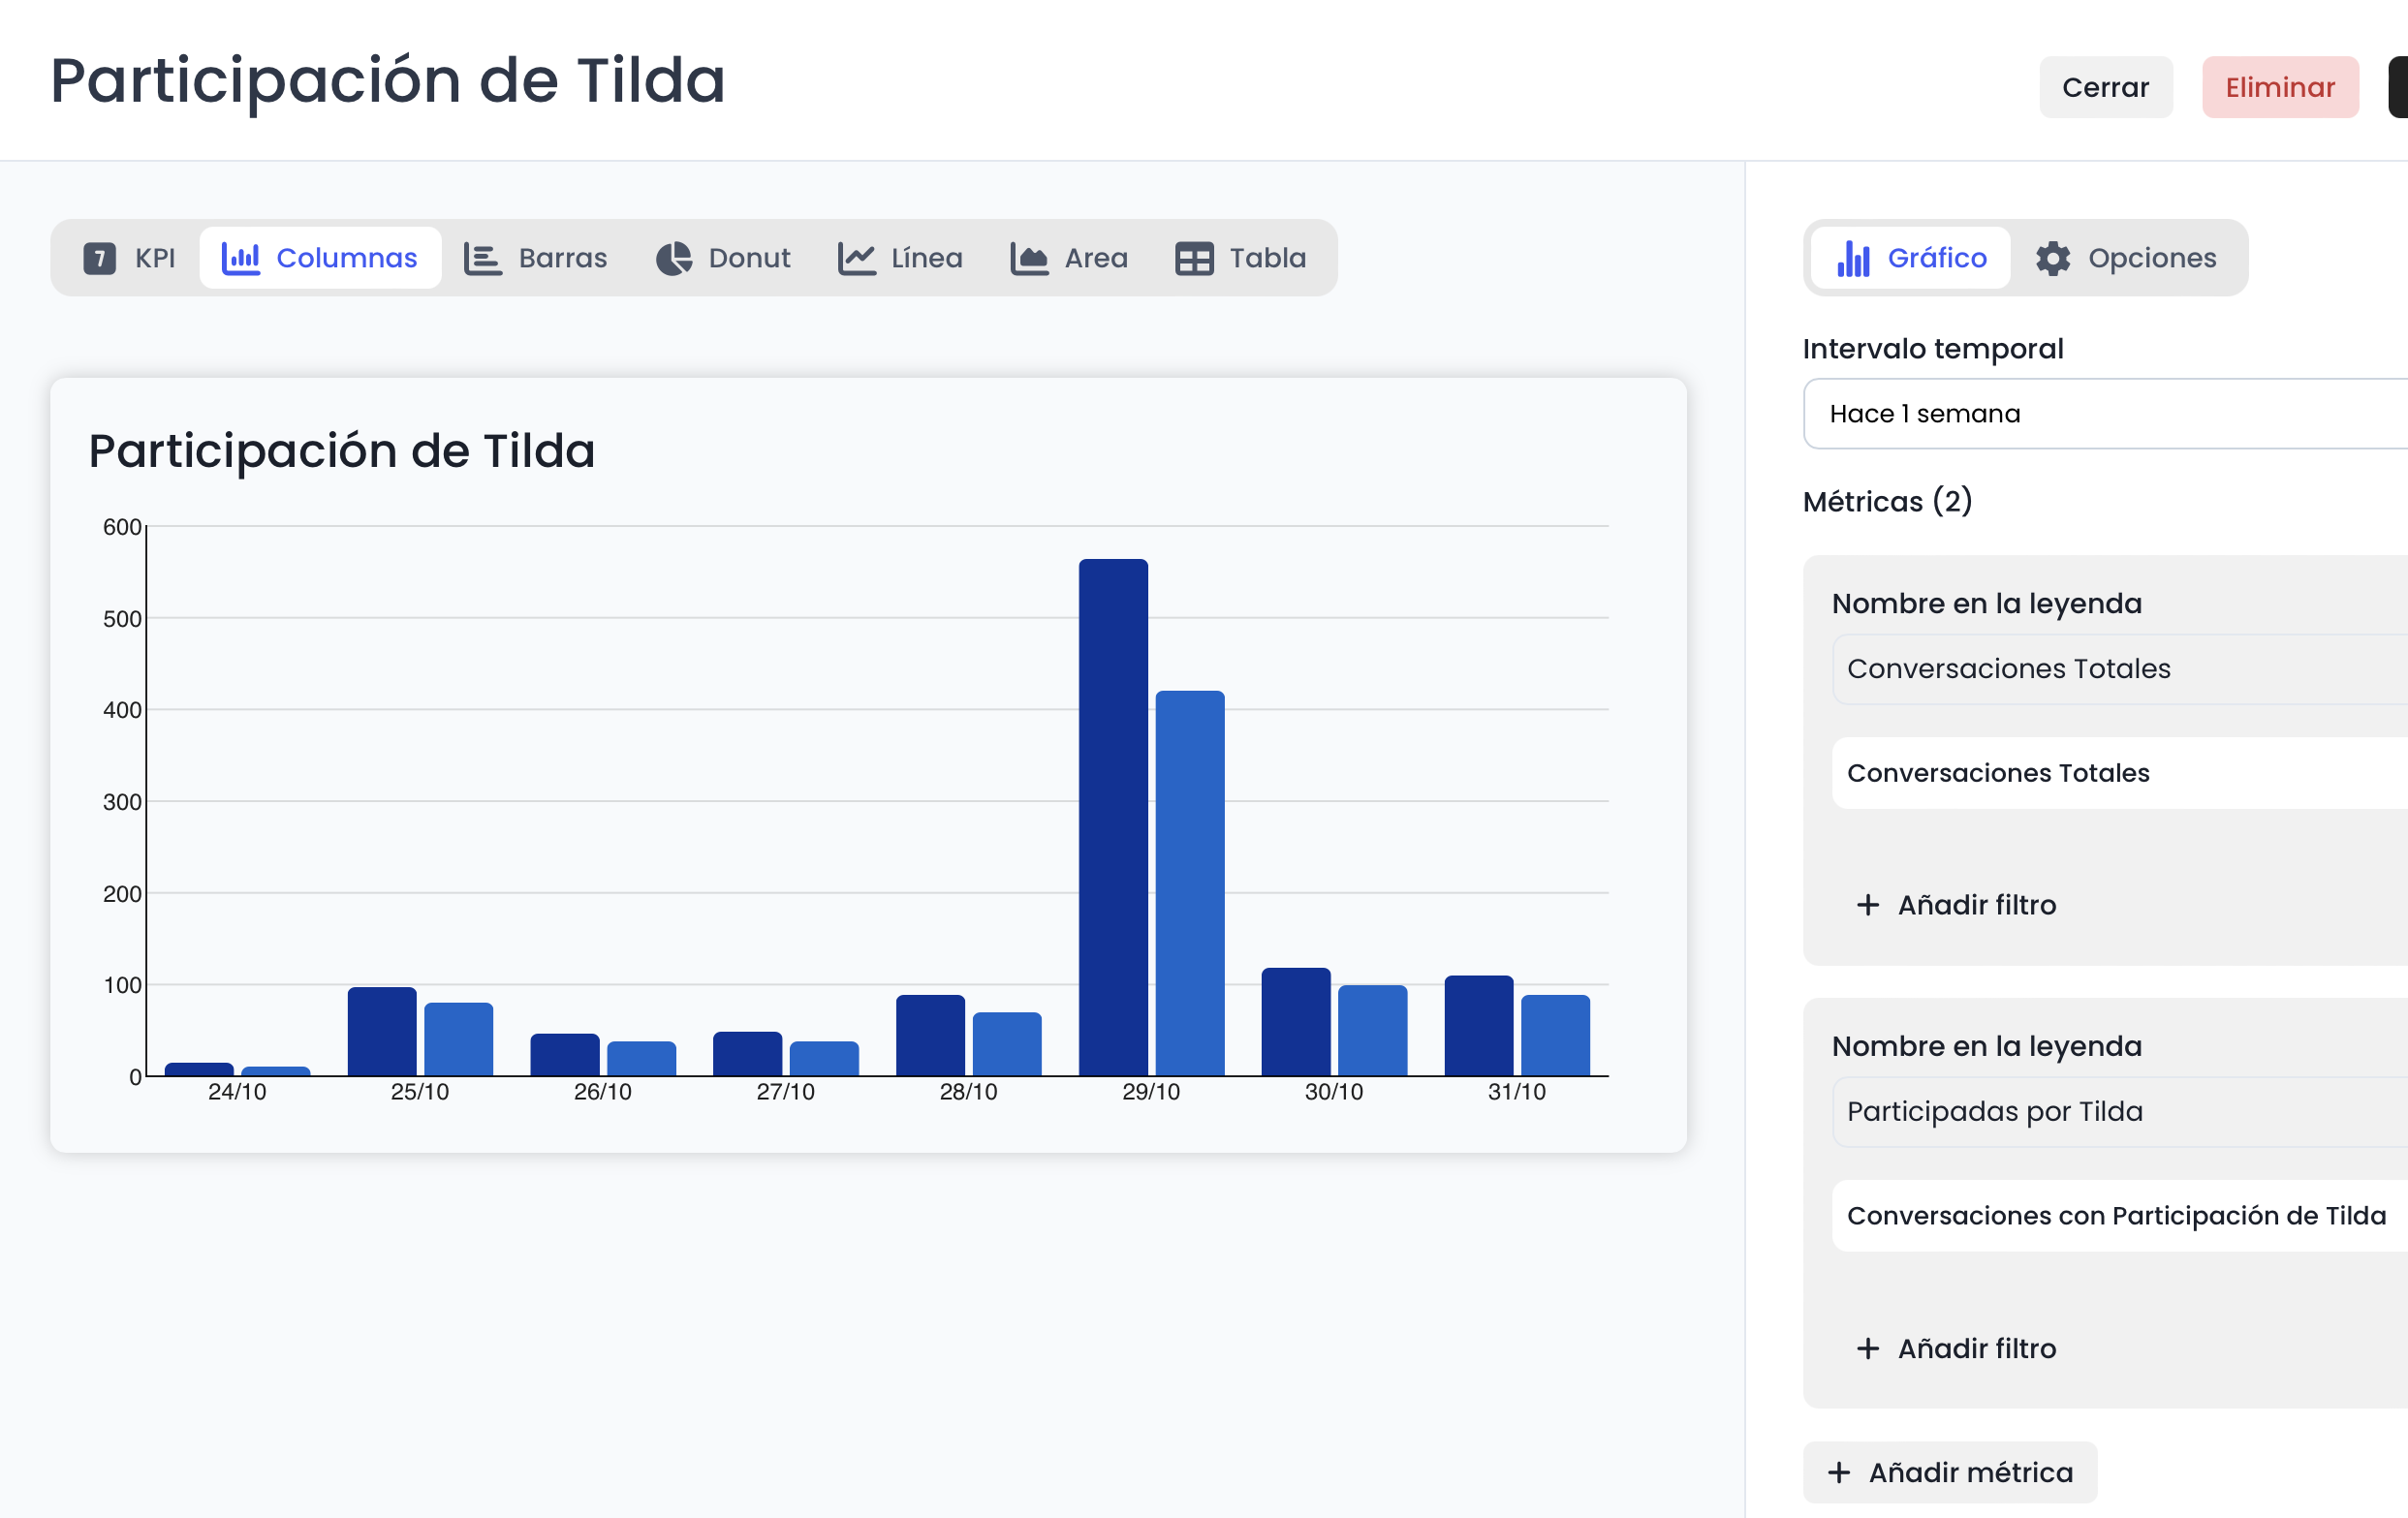 Participación de Tilda
Cerrar
Eliminar
7 KPI
Columnas
Barras
Donut
Línea
Area
Tabla
Participación de Tilda
600
500
400
300
200
100
0
24/10
25/10
26/10
27/10
28/10
29/10
30/10
31/10
Gráfico
Opciones
Intervalo temporal
Hace 1 semana
Métricas (2)
Nombre en la leyenda
Conversaciones Totales
Conversaciones Totales
+ Añadir filtro
Nombre en la leyenda
Participadas por Tilda
Conversaciones con Participación de Tilda
+ Añadir filtro
+ Añadir métrica